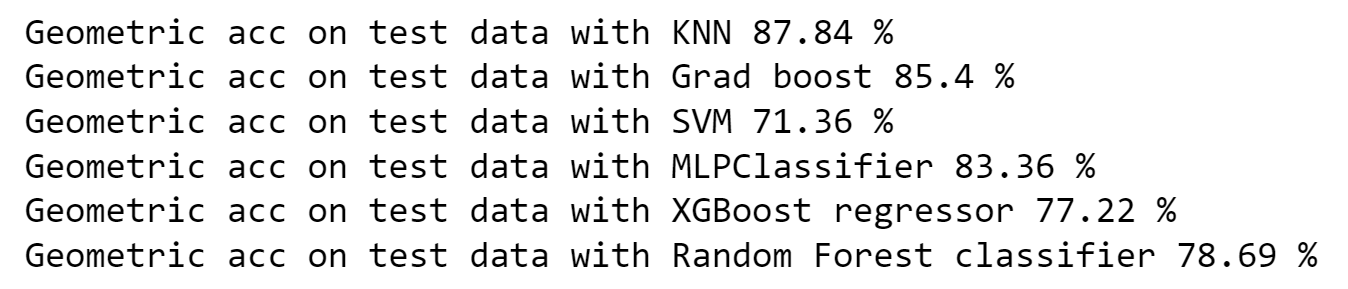 Geometric acc on test data with KNN 87.84 %
Geometric acc on test data with Grad boost 85.4 %
Geometric acc on test data with SVM 71.36 %
Geometric acc on test data with MLPClassifier 83.36 %
Geometric acc on test data with XGBoost regressor 77.22 %
Geometric acc on test data with Random Forest classifier 78.69 %